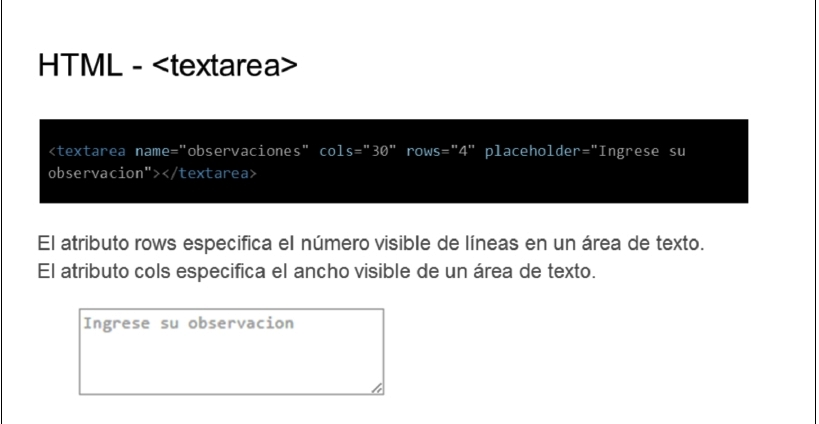 HTML - <textarea>
<textarea name="observaciones" cols="30" rows="4" placeholder="Ingrese su
observacion"></textarea>
El atributo rows especifica el número visible de líneas en un área de texto.
El atributo cols especifica el ancho visible de un área de texto.
Ingrese su observacion